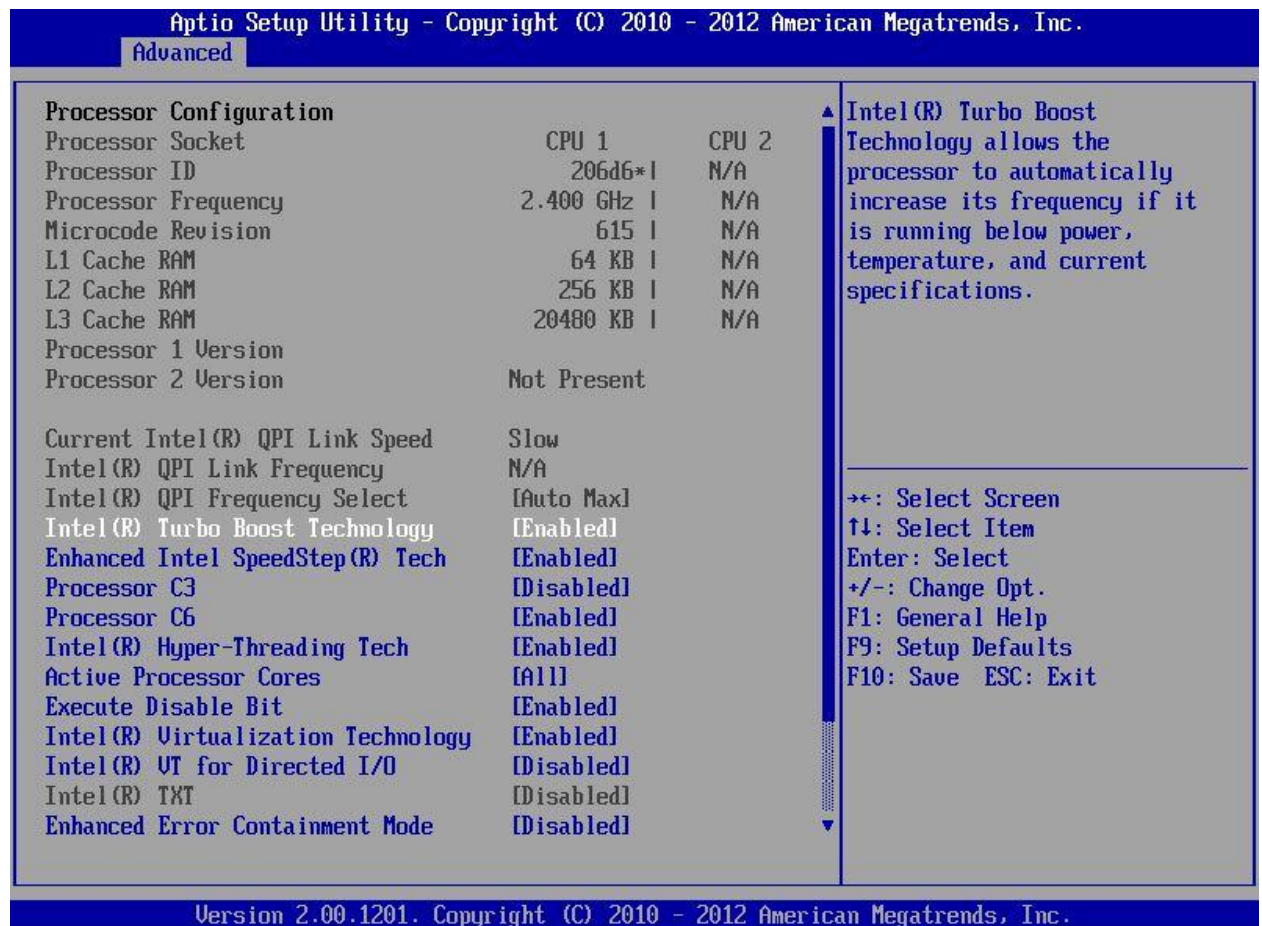 Aptio Setup Utility - Copyright (C) 2010 - 2012 American Megatrends, Inc.
Advanced
Processor Configuration
Processor Socket CPU 1 CPU 2
Processor ID 206d6*| N/A
Processor Frequency 2.400 GHz | N/A
Microcode Revision 615 | N/A
L1 Cache RAM 64 KB | N/A
L2 Cache RAM 256 KB | N/A
L3 Cache RAM 20480 KB | N/A
Processor 1 Version
Processor 2 Version Not Present
Current Intel(R) QPI Link Speed Slow
Intel(R) QPI Link Frequency N/A
Intel(R) QPI Frequency Select [Auto Max]
Intel(R) Turbo Boost Technology [Enabled]
Enhanced Intel SpeedStep(R) Tech [Enabled]
Processor C3 [Disabled]
Processor C6 [Enabled]
Intel(R) Hyper-Threading Tech [Enabled]
Active Processor Cores [All]
Execute Disable Bit [Enabled]
Intel(R) Virtualization Technology [Enabled]
Intel(R) VT for Directed I/O [Disabled]
Intel(R) TXT [Disabled]
Enhanced Error Containment Mode [Disabled]
Intel(R) Turbo Boost
Technology allows the
processor to automatically
increase its frequency if it
is running below power,
temperature, and current
specifications.
→←: Select Screen
↑↓: Select Item
Enter: Select
+/-: Change Opt.
F1: General Help
F9: Setup Defaults
F10: Save ESC: Exit
Version 2.00.1201. Copyright (C) 2010 - 2012 American Megatrends, Inc.